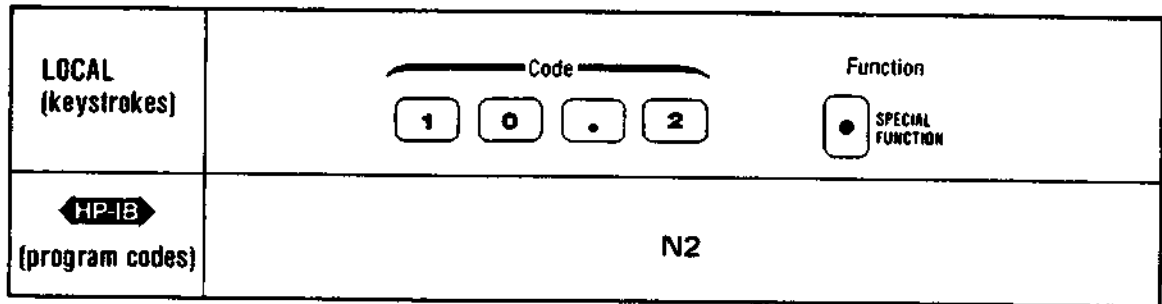 LOCAL
(keystrokes)
Code
1 0 . 2
Function
SPECIAL
FUNCTION
HP-IB
(program codes)
N2